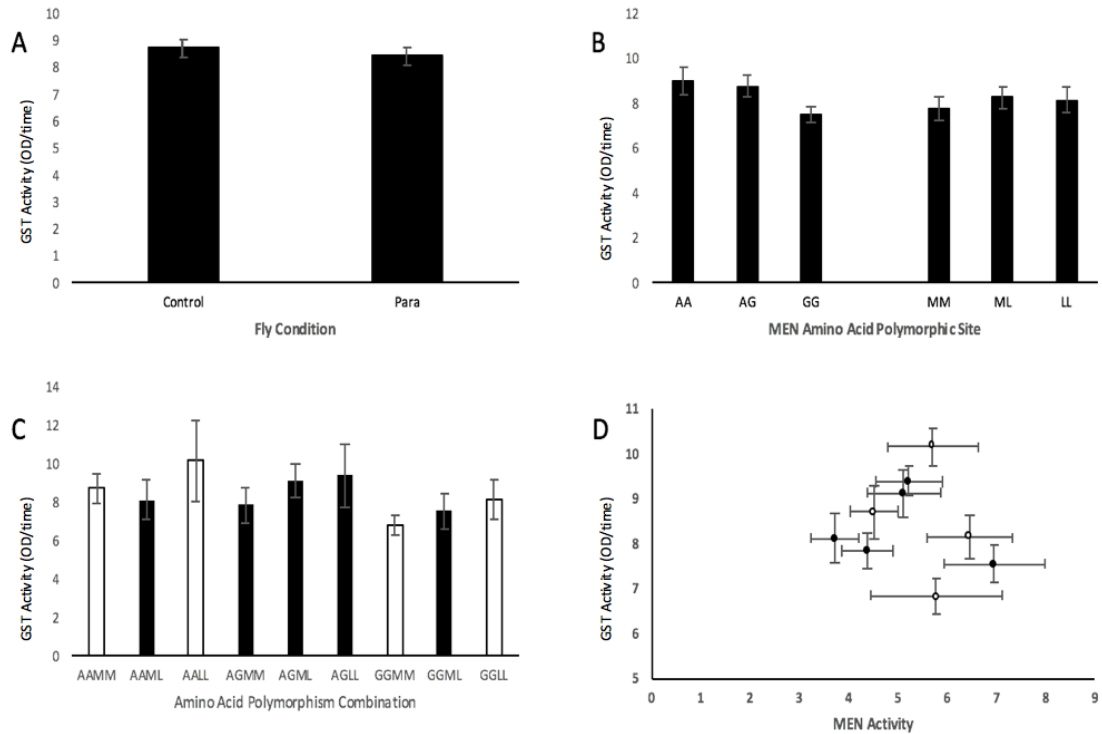 A
GST Activity (OD/time)
10
9
8
7
6
5
4
3
2
1
0
Control Para
Fly Condition
B
GST Activity (OD/time)
12
10
8
6
4
2
0
AA AG GG MM ML LL
MEN Amino Acid Polymorphic Site
C
GST Activity (OD/time)
14
12
10
8
6
4
2
0
AAMM AAML AALL AGMM AGML AGLL GGMM GGML GGLL
Amino Acid Polymorphism Combination
D
GST Activity (OD/time)
11
10
9
8
7
6
5
0 1 2 3 4 5 6 7 8 9
MEN Activity